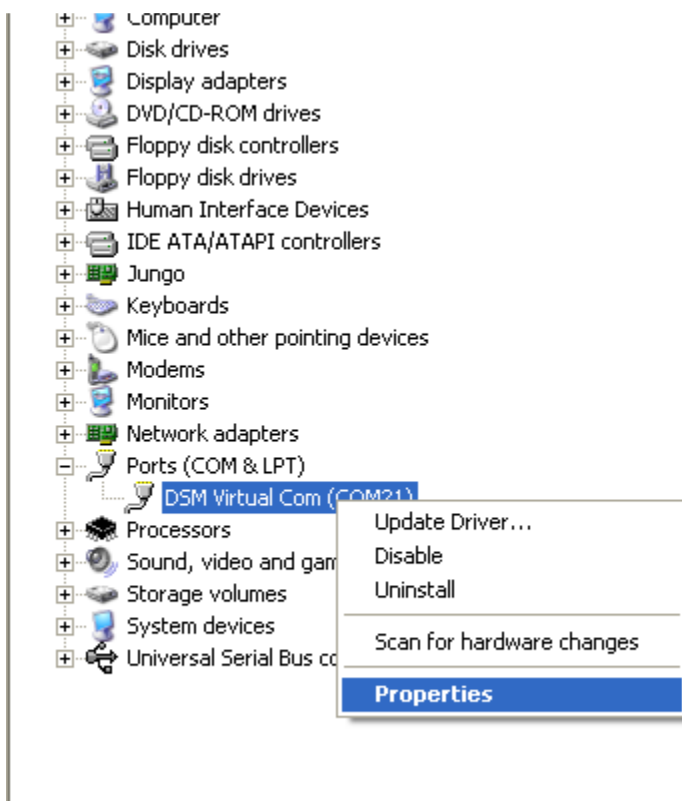 Computer
Disk drives
Display adapters
DVD/CD-ROM drives
Floppy disk controllers
Floppy disk drives
Human Interface Devices
IDE ATA/ATAPI controllers
Jungo
Keyboards
Mice and other pointing devices
Modems
Monitors
Network adapters
Ports (COM & LPT)
DSM Virtual Com (COM21)
Processors
Sound, video and gam
Storage volumes
System devices
Universal Serial Bus co
Update Driver...
Disable
Uninstall
Scan for hardware changes
Properties